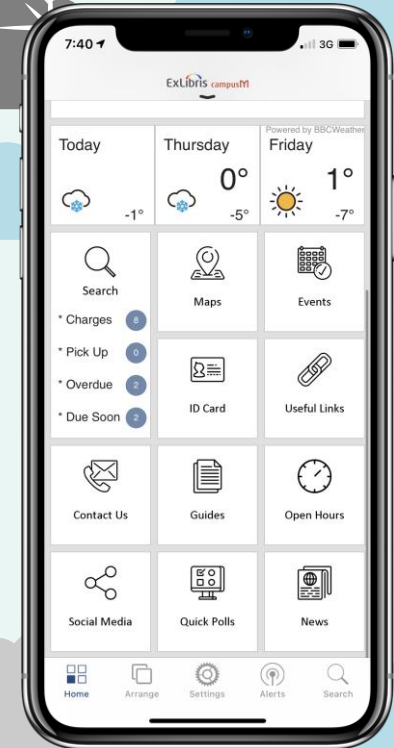 7:40
3G
ExLibris campusM
Powered by BBCWeather
Today
Thursday
Friday
0°
1°
-1°
-5°
-7°
Search
* Charges 8
* Pick Up 0
* Overdue 2
* Due Soon 2
Maps
Events
ID Card
Useful Links
Contact Us
Guides
Open Hours
Social Media
Quick Polls
News
Home
Arrange
Settings
Alerts
Search